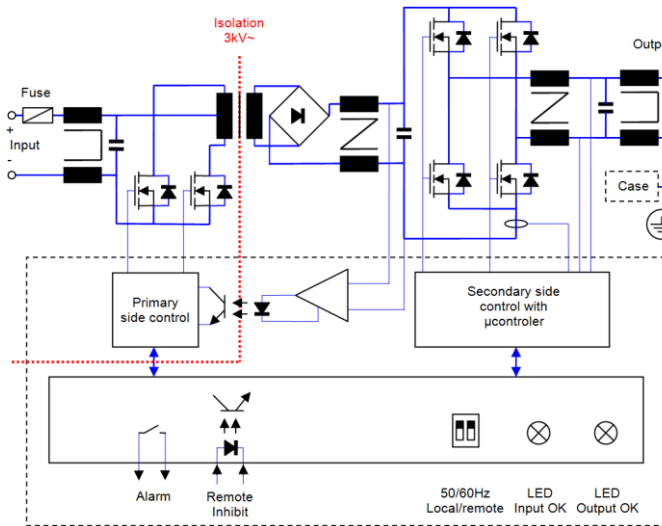 Isolation
3kV~
Outpu
Fuse
+
Input
-
Case
Primary
side control
Secondary side
control with
µcontroler
Alarm
Remote
Inhibit
50/60Hz
Local/remote
LED
Input OK
LED
Output OK